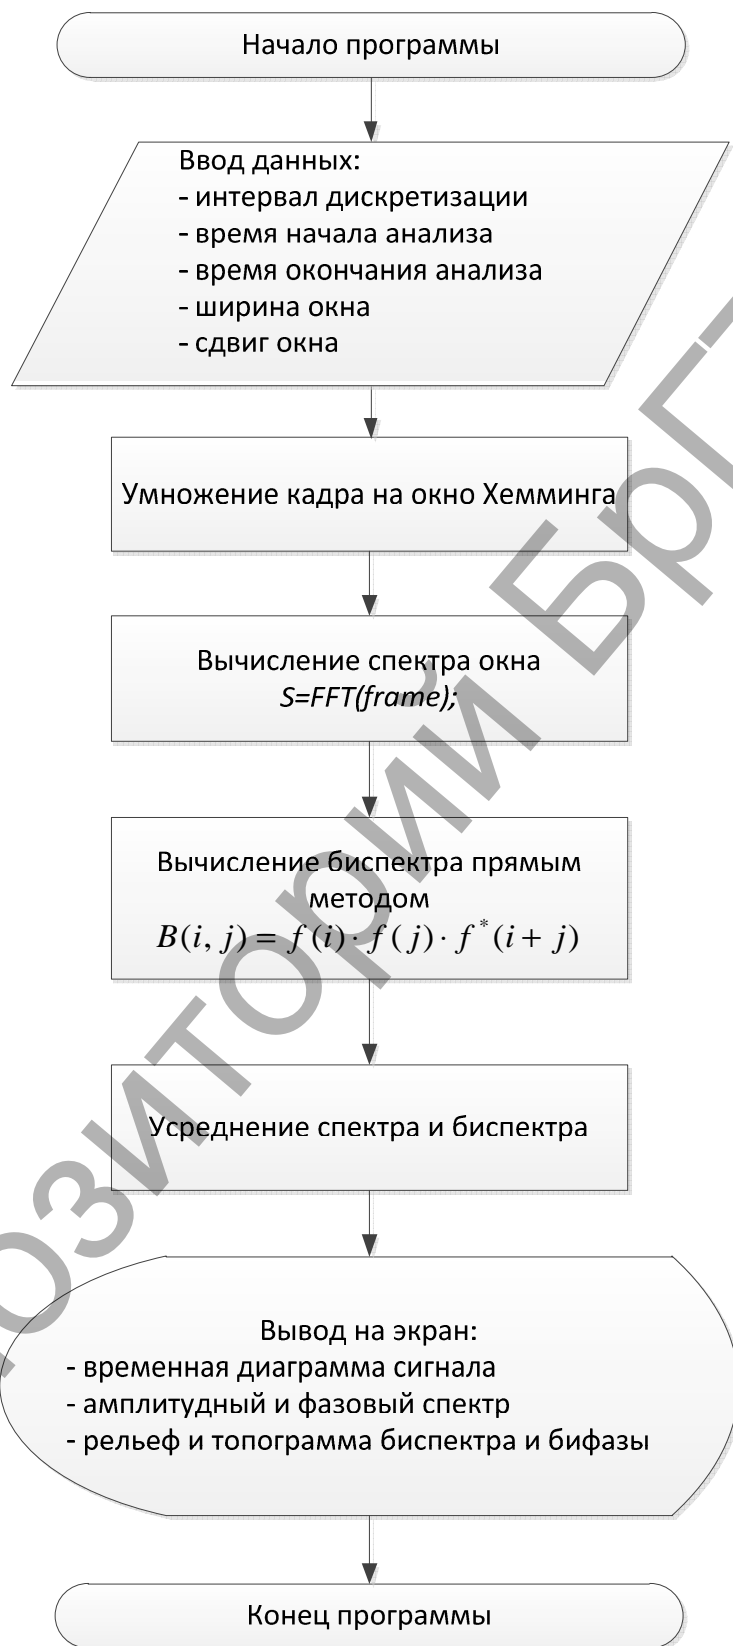 Начало программы
Ввод данных:
- интервал дискретизации
- время начала анализа
- время окончания анализа
- ширина окна
- сдвиг окна
Умножение кадра на окно Хемминга
Вычисление спектра окна
S=FFT(frame);
Вычисление биспектра прямым
методом
B(i, j) = f(i) · f(j) · f*(i + j)
Усреднение спектра и биспектра
Вывод на экран:
- временная диаграмма сигнала
- амплитудный и фазовый спектр
- рельеф и топограмма биспектра и бифазы
Конец программы